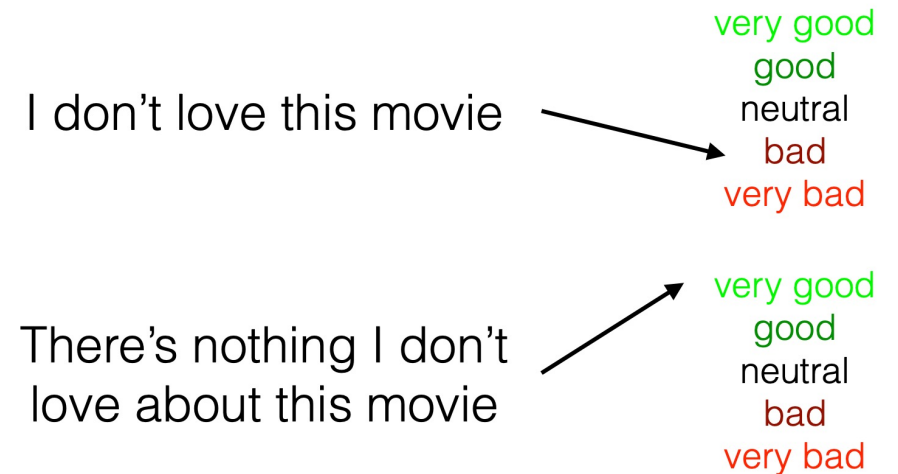 I don’t love this movie
very good
good
neutral
bad
very bad
There’s nothing I don’t
love about this movie
very good
good
neutral
bad
very bad